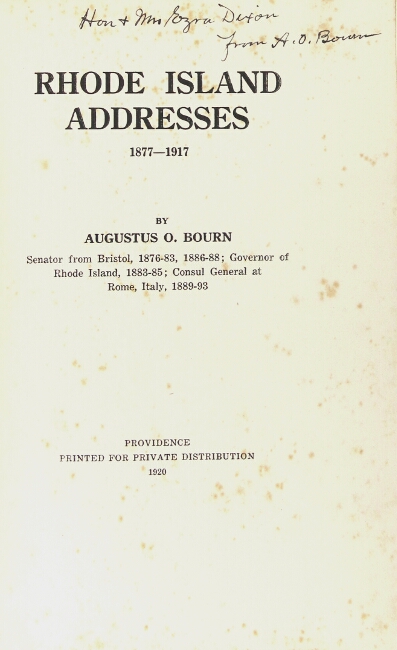 Hon & Mrs Ezra Dixon
from A. O. Bourn
RHODE ISLAND
ADDRESSES
1877—1917
BY
AUGUSTUS O. BOURN
Senator from Bristol, 1876-83, 1886-88; Governor of
Rhode Island, 1883-85; Consul General at
Rome, Italy, 1889-93
PROVIDENCE
PRINTED FOR PRIVATE DISTRIBUTION
1920